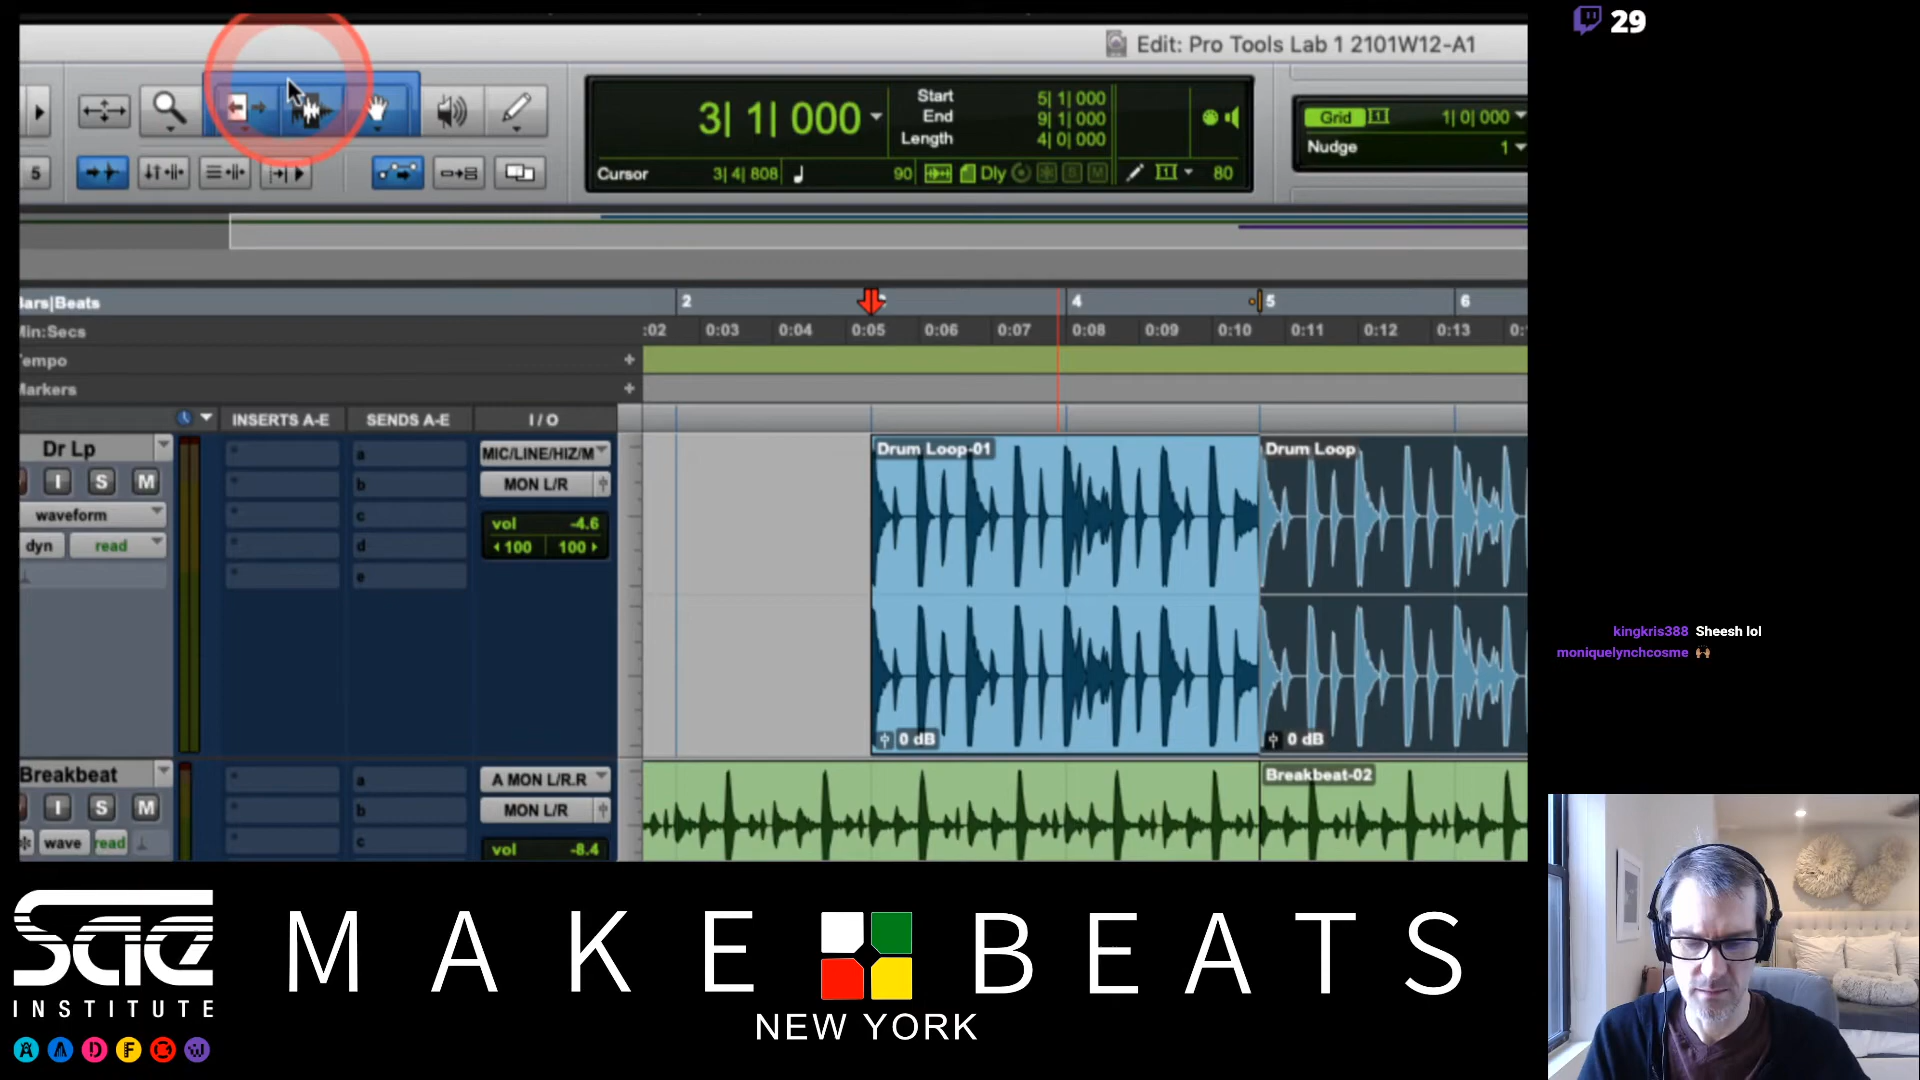 29
Edit: Pro Tools Lab 1 2101W12-A1
3| 1| 000
Start 5| 1| 000
End 9| 1| 000
Length 4| 0| 000
Grid 1| 0| 000
Nudge 1
5
Cursor 3| 4| 808 90 Dly S M 80
Bars|Beats 2 4 5 6
Min:Secs :02 0:03 0:04 0:05 0:06 0:07 0:08 0:09 0:10 0:11 0:12 0:13
Tempo
Markers
INSERTS A-E SENDS A-E I / O
Dr Lp
a
MIC/LINE/HIZ/M
Drum Loop-01
Drum Loop
I S M
b
MON L/R
waveform
c
vol -4.6
dyn read
d
100 100
e
0 dB
0 dB
Breakbeat
a
A MON L/R.R
Breakbeat-02
I S M
b
MON L/R
wave read
c
vol -8.4
kingkris388 Sheesh lol
moniquelynchcosme
sae
INSTITUTE
A A D F W
MAKE BEATS
NEW YORK